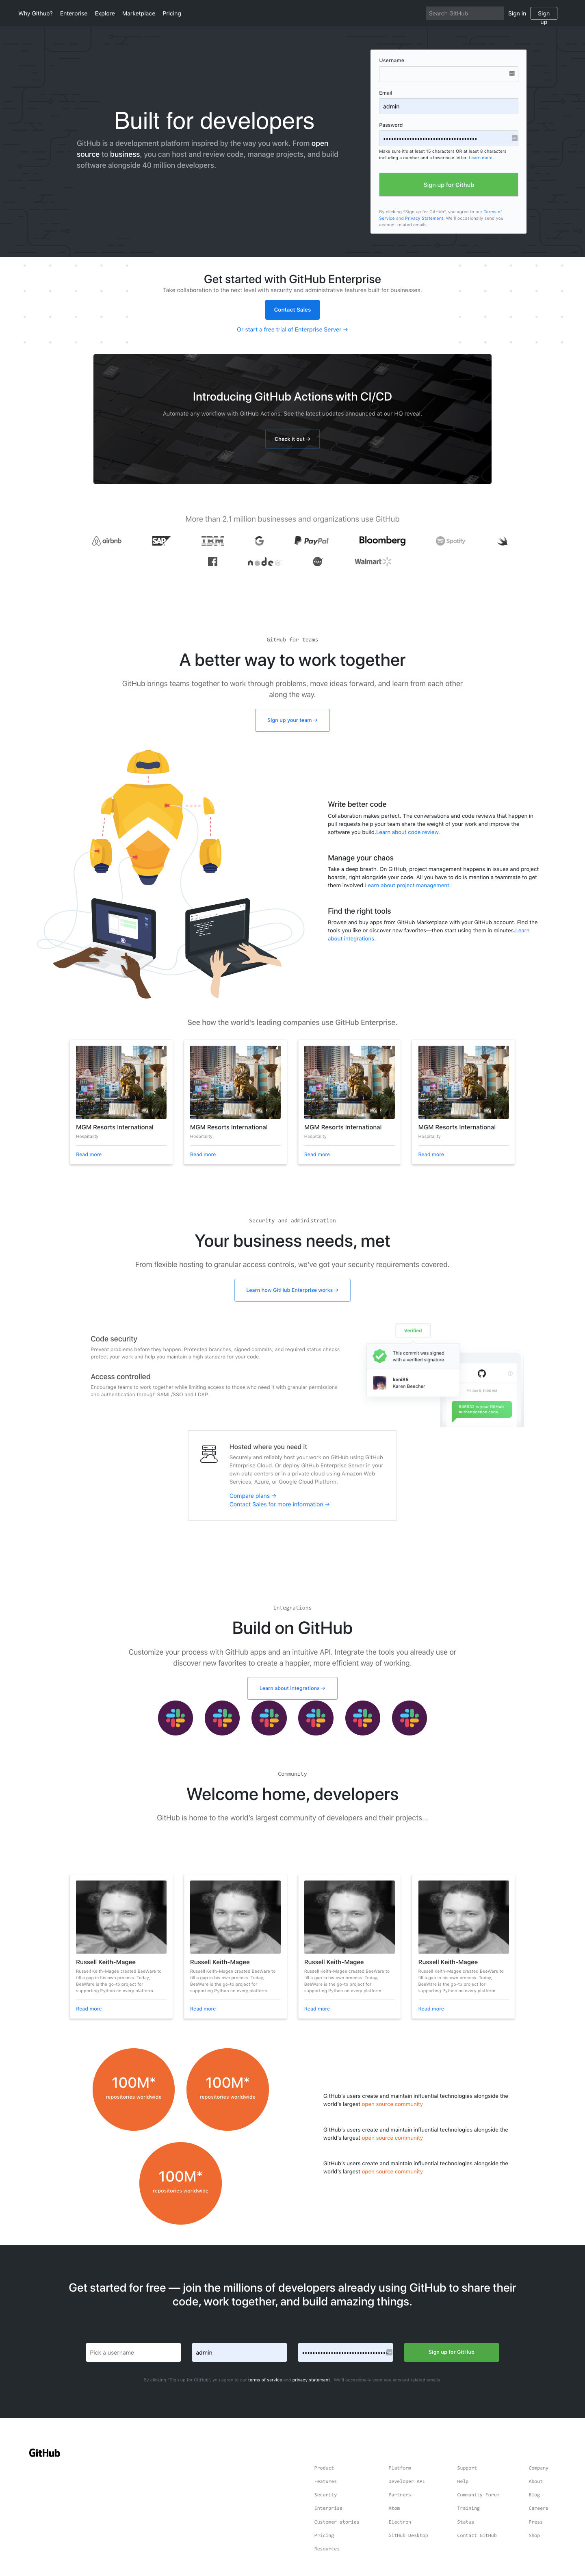 Why Github? Enterprise Explore Marketplace Pricing
Search GitHub
Sign in
Sign up
Built for developers
GitHub is a development platform inspired by the way you work. From open
source to business, you can host and review code, manage projects, and build
software alongside 40 million developers.
Username
Email
admin
Password
Make sure it's at least 15 characters OR at least 8 characters
including a number and a lowercase letter. Learn more.
Sign up for Github
By clicking "Sign up for GitHub", you agree to our Terms of
Service and Privacy Statement. We'll occasionally send you
account related emails.
Get started with GitHub Enterprise
Take collaboration to the next level with security and administrative features built for businesses.
Contact Sales
Or start a free trial of Enterprise Server →
Introducing GitHub Actions with CI/CD
Automate any workflow with GitHub Actions. See the latest updates announced at our HQ reveal.
Check it out →
More than 2.1 million businesses and organizations use GitHub
airbnb SAP IBM G PayPal Bloomberg Spotify
node Walmart
GitHub for teams
A better way to work together
GitHub brings teams together to work through problems, move ideas forward, and learn from each other
along the way.
Sign up your team →
Write better code
Collaboration makes perfect. The conversations and code reviews that happen in
pull requests help your team share the weight of your work and improve the
software you build.Learn about code review.
Manage your chaos
Take a deep breath. On GitHub, project management happens in issues and project
boards, right alongside your code. All you have to do is mention a teammate to get
them involved.Learn about project management.
Find the right tools
Browse and buy apps from GitHub Marketplace with your GitHub account. Find the
tools you like or discover new favorites—then start using them in minutes.Learn
about integrations.
See how the world's leading companies use GitHub Enterprise.
MGM Resorts International
Hospitality
Read more
MGM Resorts International
Hospitality
Read more
MGM Resorts International
Hospitality
Read more
MGM Resorts International
Hospitality
Read more
Security and administration
Your business needs, met
From flexible hosting to granular access controls, we've got your security requirements covered.
Learn how GitHub Enterprise works →
Code security
Prevent problems before they happen. Protected branches, signed commits, and required status checks
protect your work and help you maintain a high standard for your code.
Access controlled
Encourage teams to work together while limiting access to those who need it with granular permissions
and authentication through SAML/SSO and LDAP.
Verified
This commit was signed
with a verified signature.
keni85
Karen Beecher
is your GitHub
authentication code.
Hosted where you need it
Securely and reliably host your work on GitHub using GitHub
Enterprise Cloud. Or deploy GitHub Enterprise Server in your
own data centers or in a private cloud using Amazon Web
Services, Azure, or Google Cloud Platform.
Compare plans →
Contact Sales for more information →
Integrations
Build on GitHub
Customize your process with GitHub apps and an intuitive API. Integrate the tools you already use or
discover new favorites to create a happier, more efficient way of working.
Learn about integrations →
Community
Welcome home, developers
GitHub is home to the world's largest community of developers and their projects...
Russell Keith-Magee
Russell Keith-Magee created BeeWare to
fill a gap in his own process. Today,
BeeWare is the go-to project for
supporting Python on every platform.
Read more
Russell Keith-Magee
Russell Keith-Magee created BeeWare to
fill a gap in his own process. Today,
BeeWare is the go-to project for
supporting Python on every platform.
Read more
Russell Keith-Magee
Russell Keith-Magee created BeeWare to
fill a gap in his own process. Today,
BeeWare is the go-to project for
supporting Python on every platform.
Read more
Russell Keith-Magee
Russell Keith-Magee created BeeWare to
fill a gap in his own process. Today,
BeeWare is the go-to project for
supporting Python on every platform.
Read more
100M*
repositories worldwide
100M*
repositories worldwide
100M*
repositories worldwide
GitHub's users create and maintain influential technologies alongside the
world's largest open source community
GitHub's users create and maintain influential technologies alongside the
world's largest open source community
GitHub's users create and maintain influential technologies alongside the
world's largest open source community
Get started for free — join the millions of developers already using GitHub to share their
code, work together, and build amazing things.
Pick a username
admin
Sign up for GitHub
By clicking "Sign up for GitHub", you agree to our terms of service and privacy statement. We'll occasionally send you account related emails.
GitHub
Product Platform Support Company
Features Developer API Help About
Security Partners Community Forum Blog
Enterprise Atom Training Careers
Customer stories Electron Status Press
Pricing GitHub Desktop Contact GitHub Shop
Resources